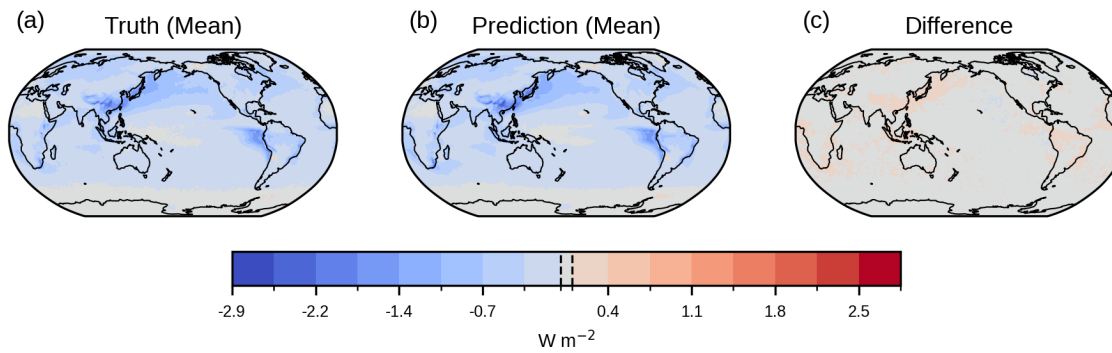 (a) Truth (Mean) (b) Prediction (Mean) (c) Difference
-2.9 -2.2 -1.4 -0.7 0.4 1.1 1.8 2.5
W m⁻²